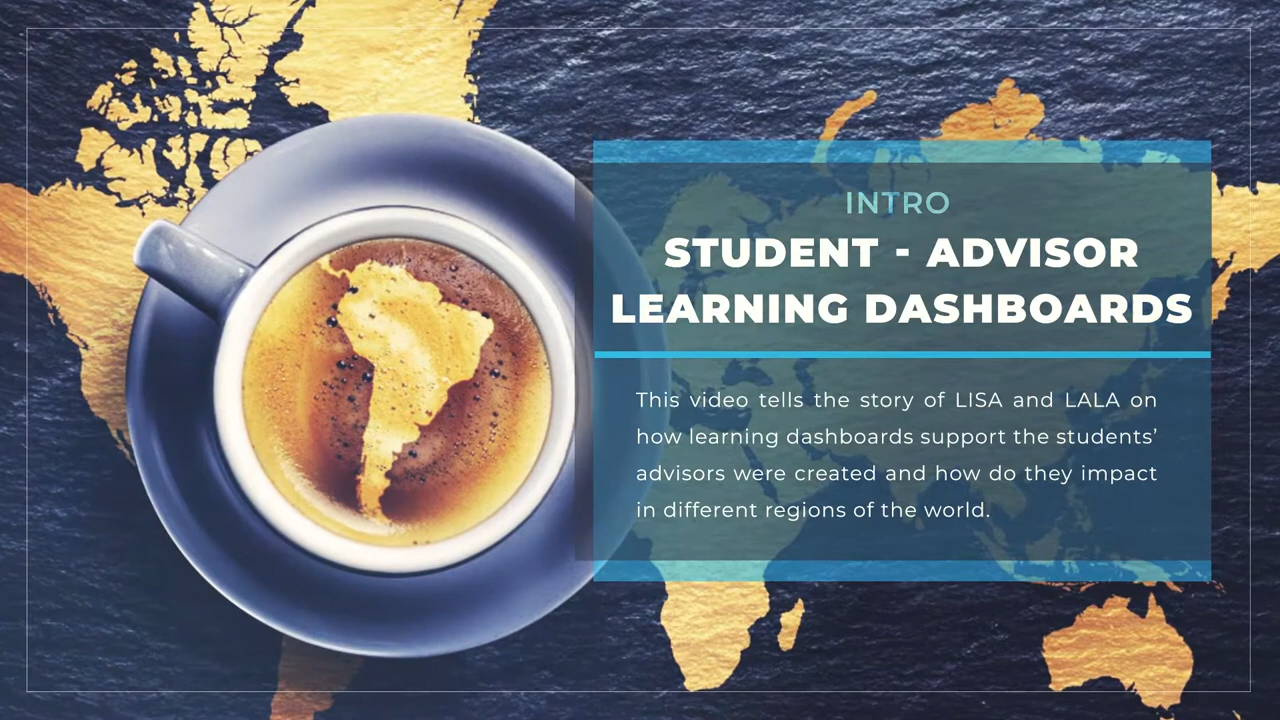 INTRO
STUDENT - ADVISOR
LEARNING DASHBOARDS
This video tells the story of LISA and LALA on
how learning dashboards support the students’
advisors were created and how do they impact
in different regions of the world.